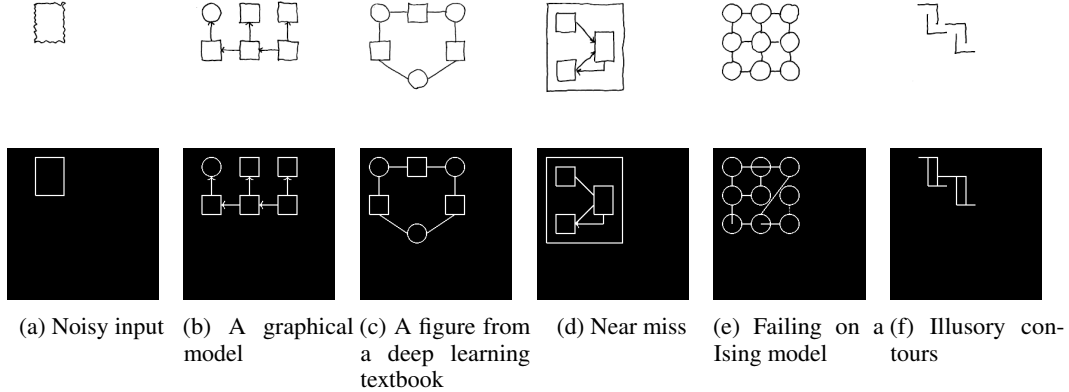 (a) Noisy input
(b) A graphical
model
(c) A figure from
a deep learning
textbook
(d) Near miss
(e) Failing on a
Ising model
(f) Illusory con-
tours